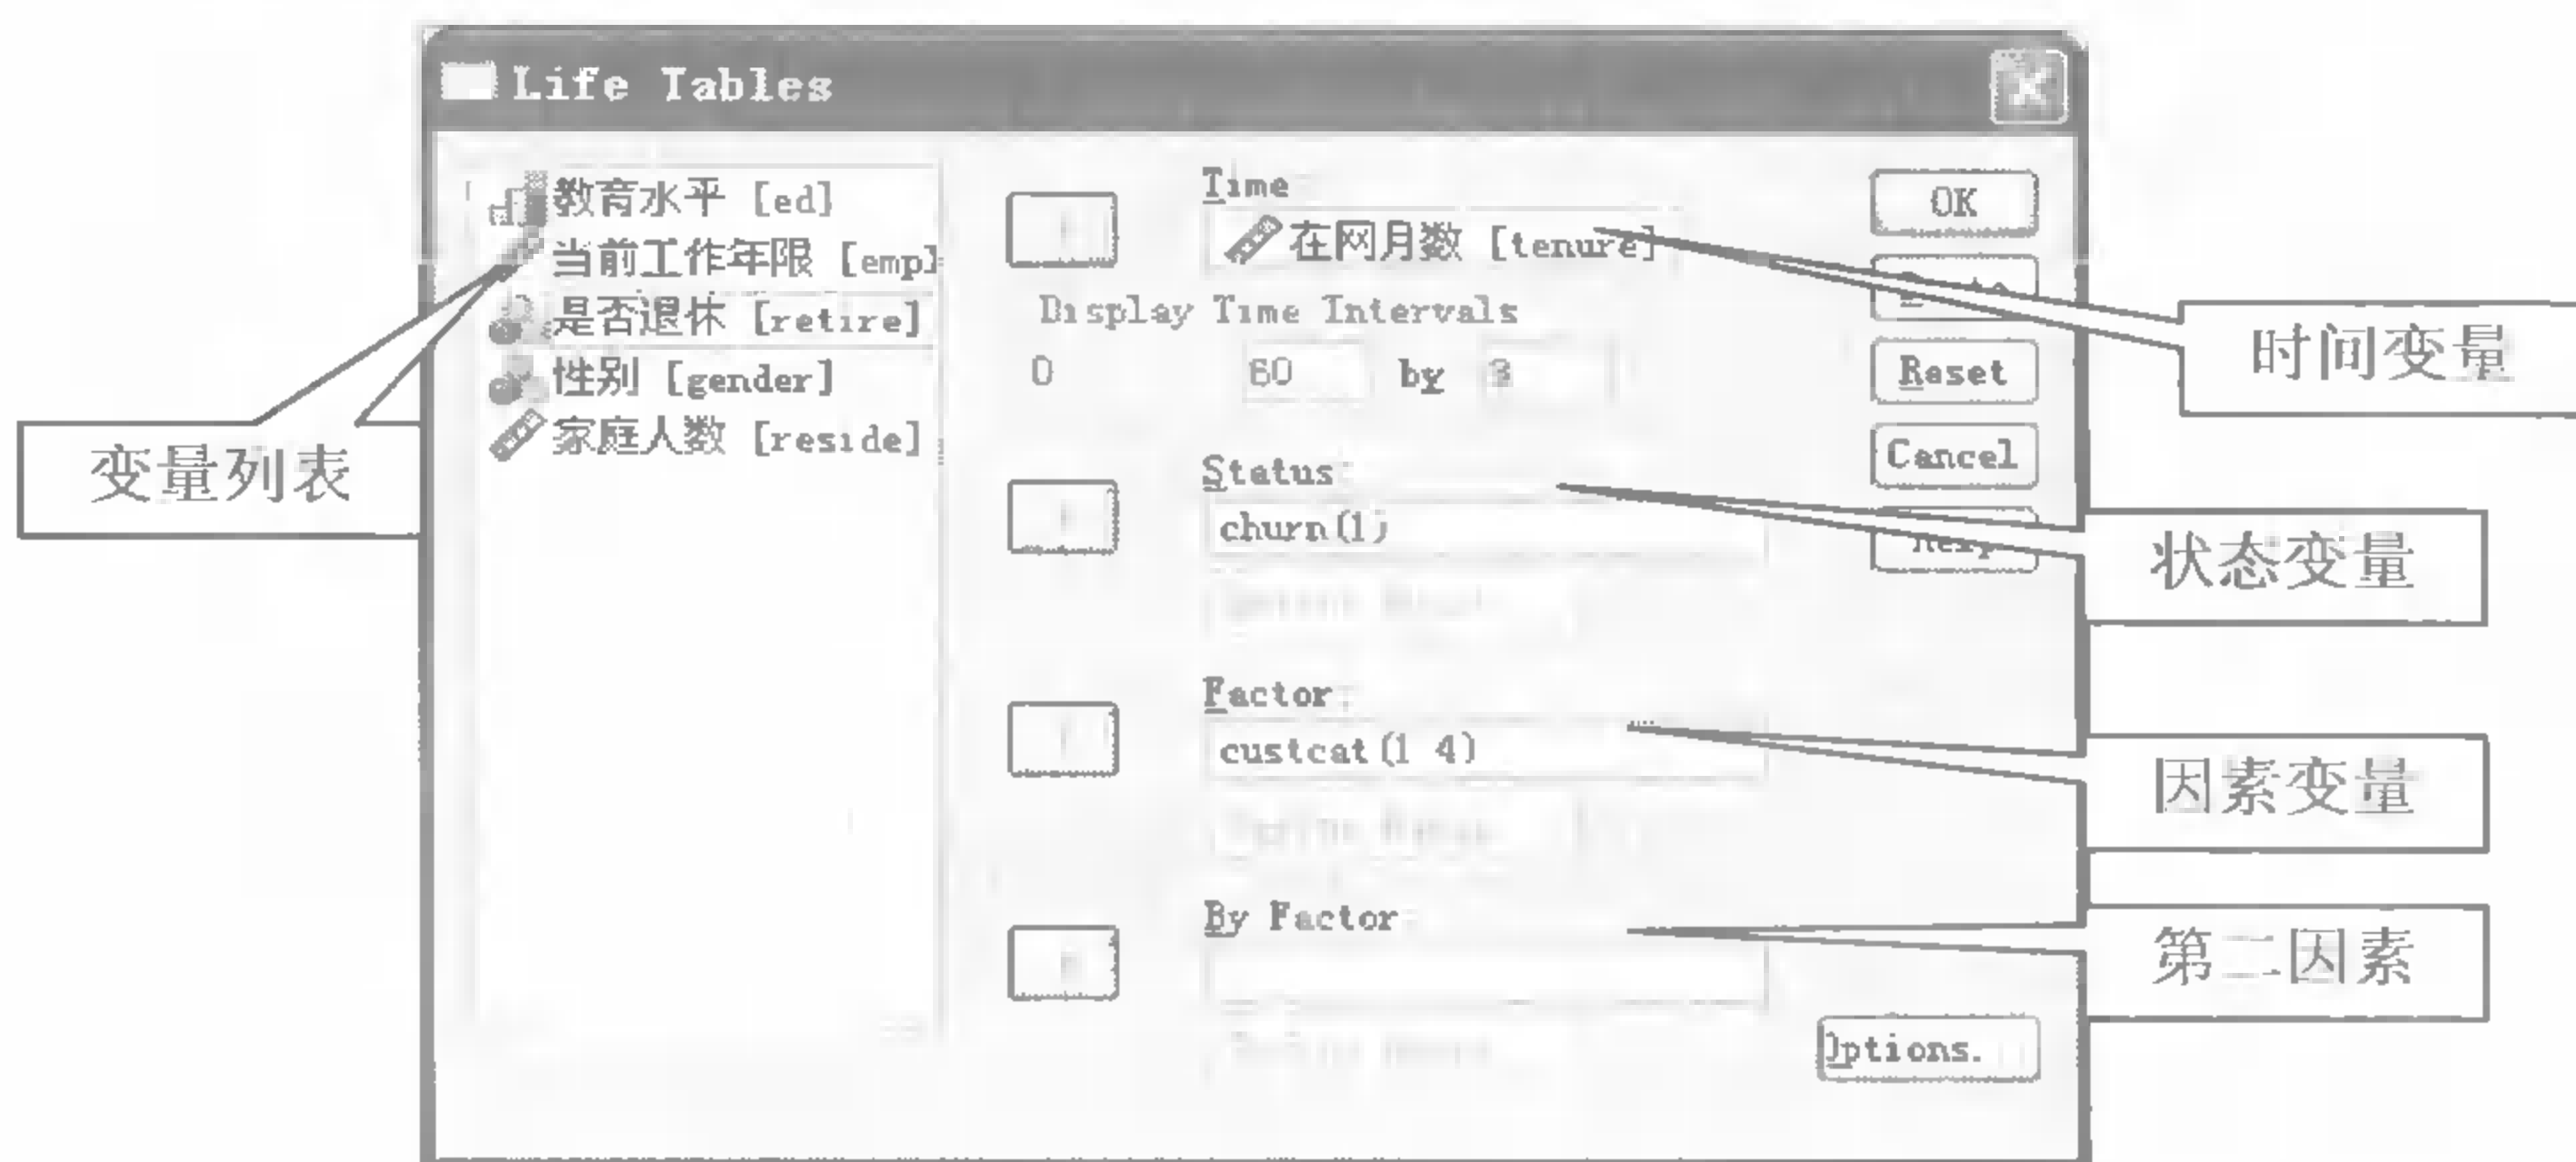 Life Tables
教育水平 [ed]
当前工作年限 [emp]
是否退休 [retire]
性别 [gender]
家庭人数 [reside]
变量列表
Time
在网月数 [tenure]
Display Time Intervals
0 60 by 3
Status
churn(1)
Factor
custcat(1 4)
By Factor
OK
Reset
Cancel
Help
Options.
时间变量
状态变量
因素变量
第二因素